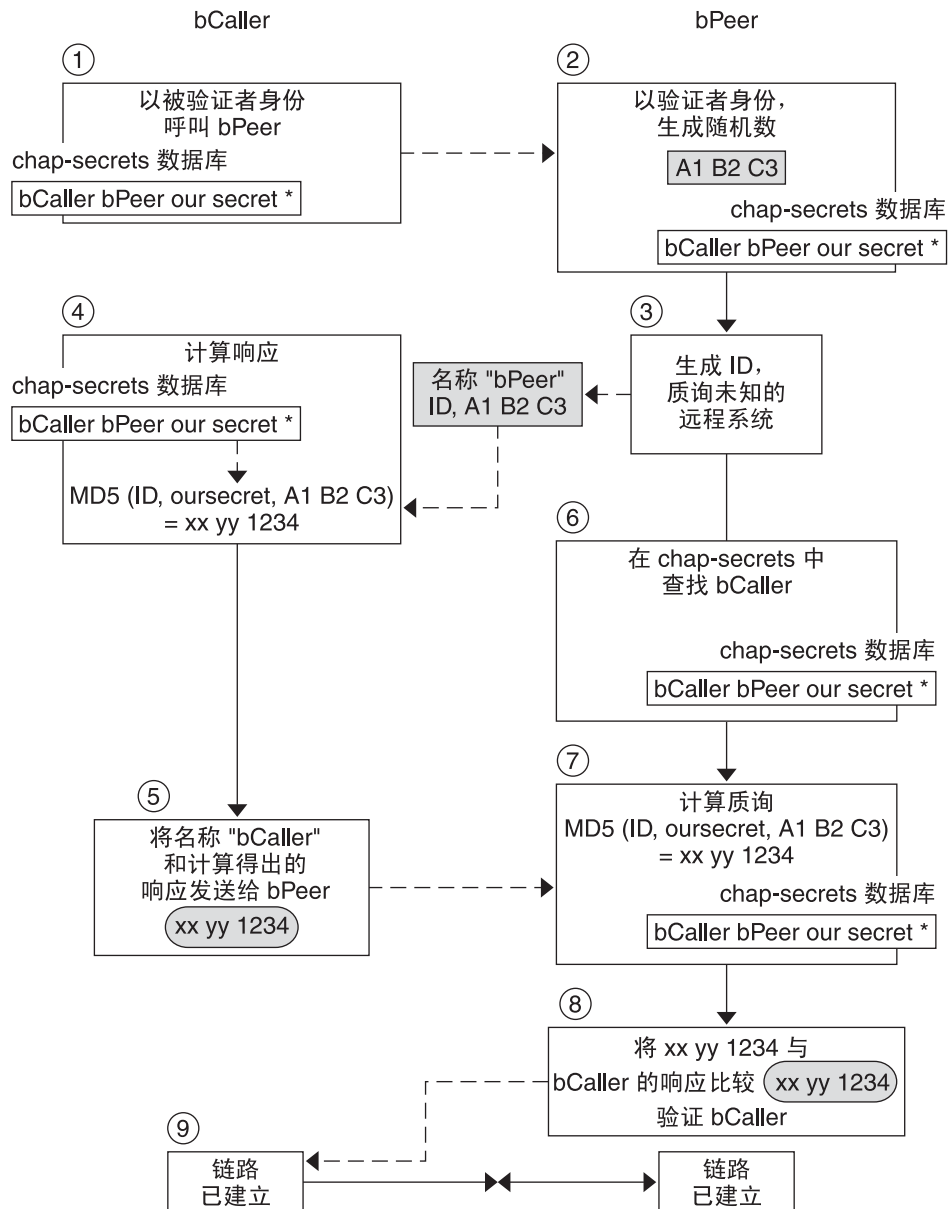 bCaller
bPeer
①
以被验证者身份
呼叫 bPeer
chap-secrets 数据库
bCaller bPeer our secret *
②
以验证者身份，
生成随机数
A1 B2 C3
chap-secrets 数据库
bCaller bPeer our secret *
③
生成 ID，
质询未知的
远程系统
名称 "bPeer"
ID, A1 B2 C3
④
计算响应
chap-secrets 数据库
bCaller bPeer our secret *
MD5 (ID, oursecret, A1 B2 C3)
= xx yy 1234
⑤
将名称 "bCaller"
和计算得出的
响应发送给 bPeer
xx yy 1234
⑥
在 chap-secrets 中
查找 bCaller
chap-secrets 数据库
bCaller bPeer our secret *
⑦
计算质询
MD5 (ID, oursecret, A1 B2 C3)
= xx yy 1234
chap-secrets 数据库
bCaller bPeer our secret *
⑧
将 xx yy 1234 与
bCaller 的响应比较 xx yy 1234
验证 bCaller
⑨
链路
已建立
链路
已建立